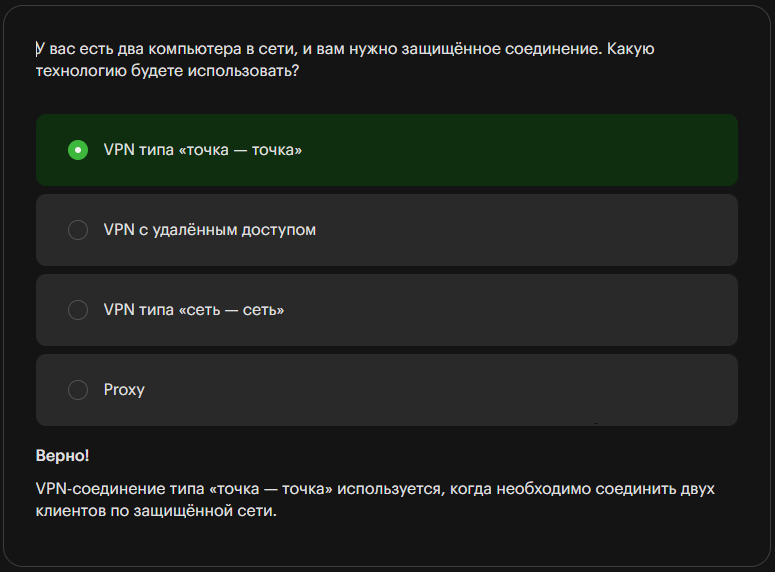 У вас есть два компьютера в сети, и вам нужно защищённое соединение. Какую
технологию будете использовать?
VPN типа «точка — точка»
VPN с удалённым доступом
VPN типа «сеть — сеть»
Proxy
Верно!
VPN-соединение типа «точка — точка» используется, когда необходимо соединить двух
клиентов по защищённой сети.